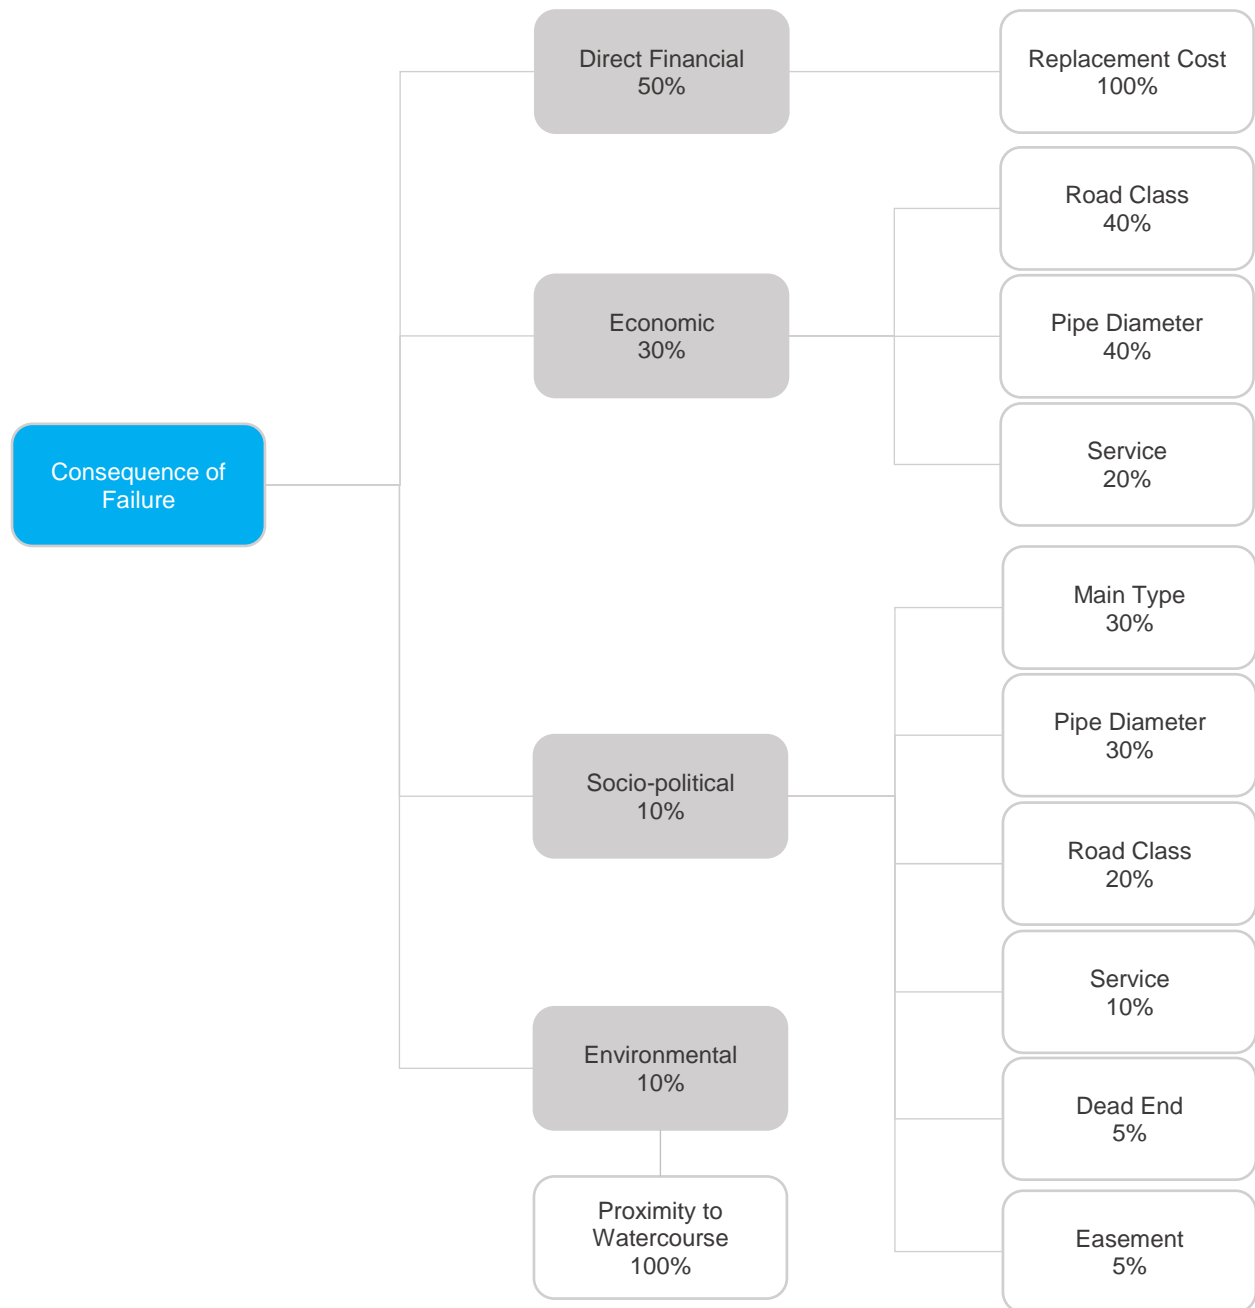 Consequence of
Failure
Direct Financial
50%
Replacement Cost
100%
Economic
30%
Road Class
40%
Pipe Diameter
40%
Service
20%
Socio-political
10%
Main Type
30%
Pipe Diameter
30%
Road Class
20%
Service
10%
Dead End
5%
Easement
5%
Environmental
10%
Proximity to
Watercourse
100%